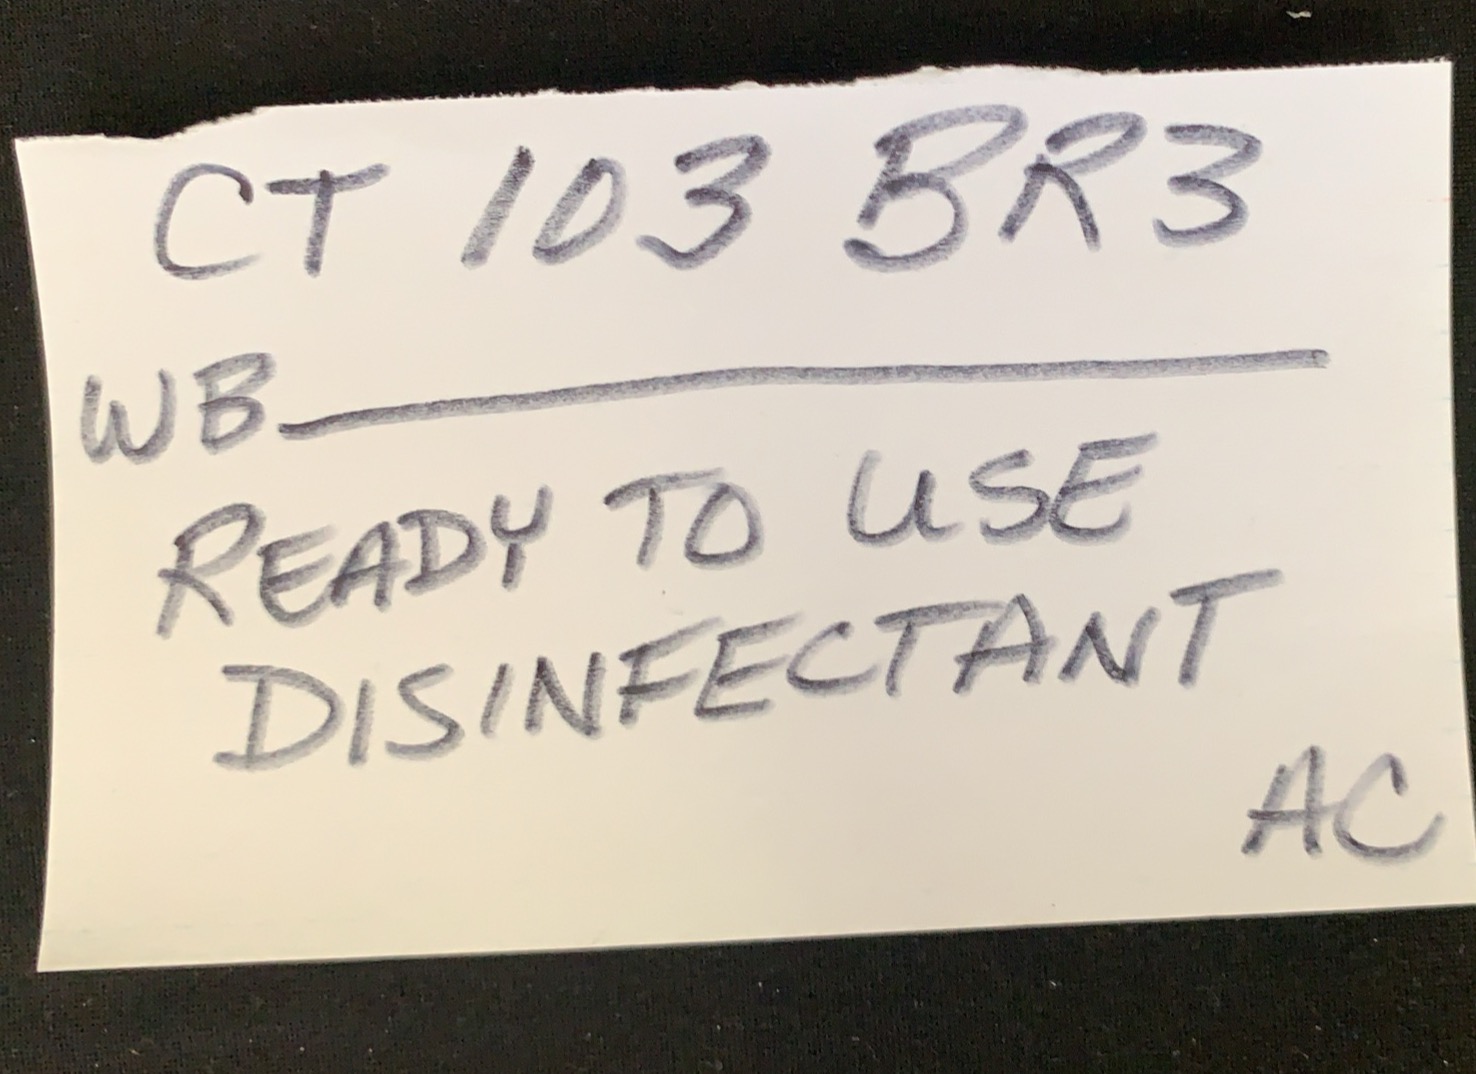 CT 103 BR3
WB
READY TO USE
DISINFECTANT
AC